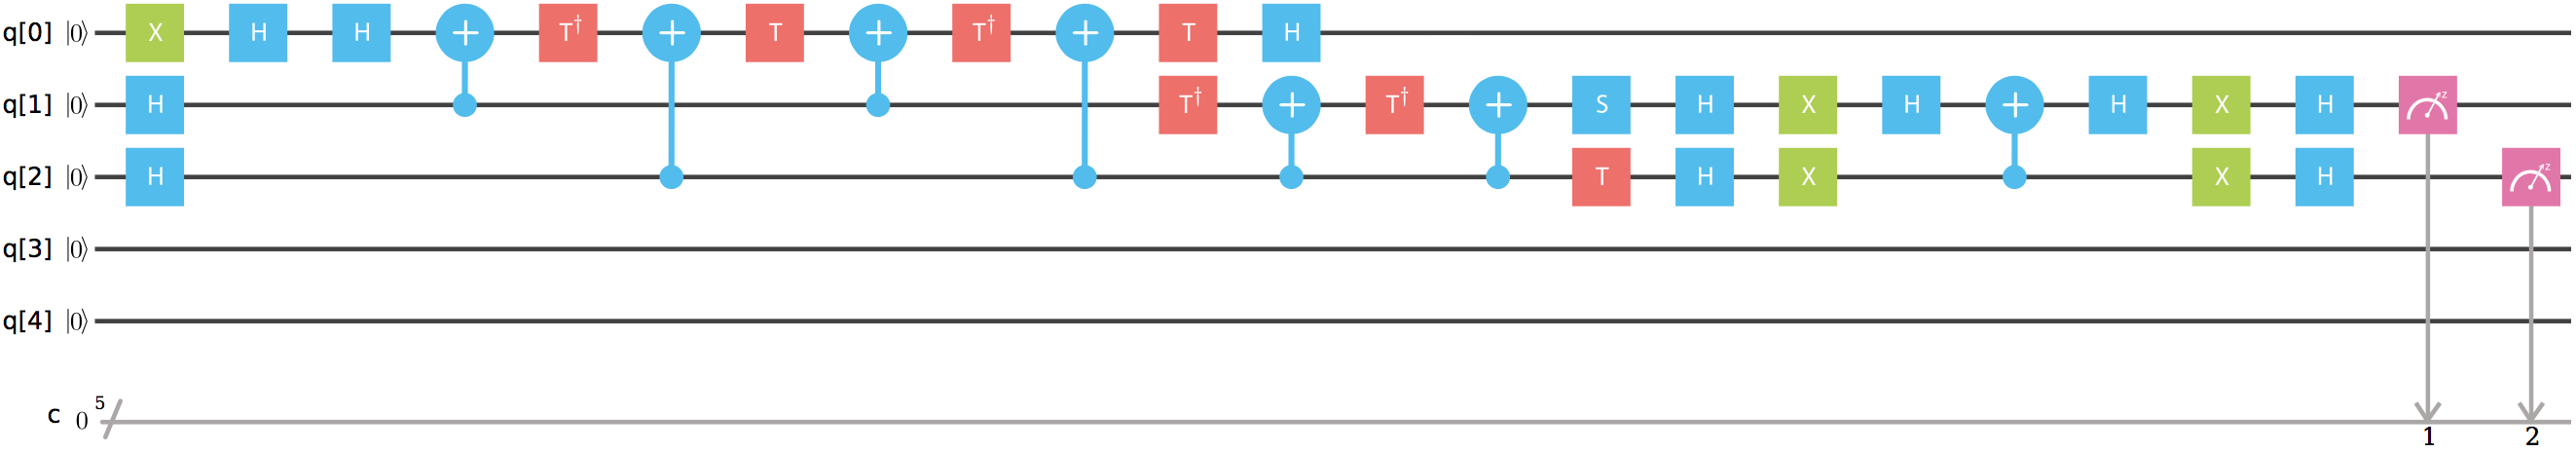 q[0] |0⟩ X H H T† T T† T H
q[1] |0⟩ H T† T† S H X H H X H z
q[2] |0⟩ H T H X X H z
q[3] |0⟩
q[4] |0⟩
c 0 5
1 2